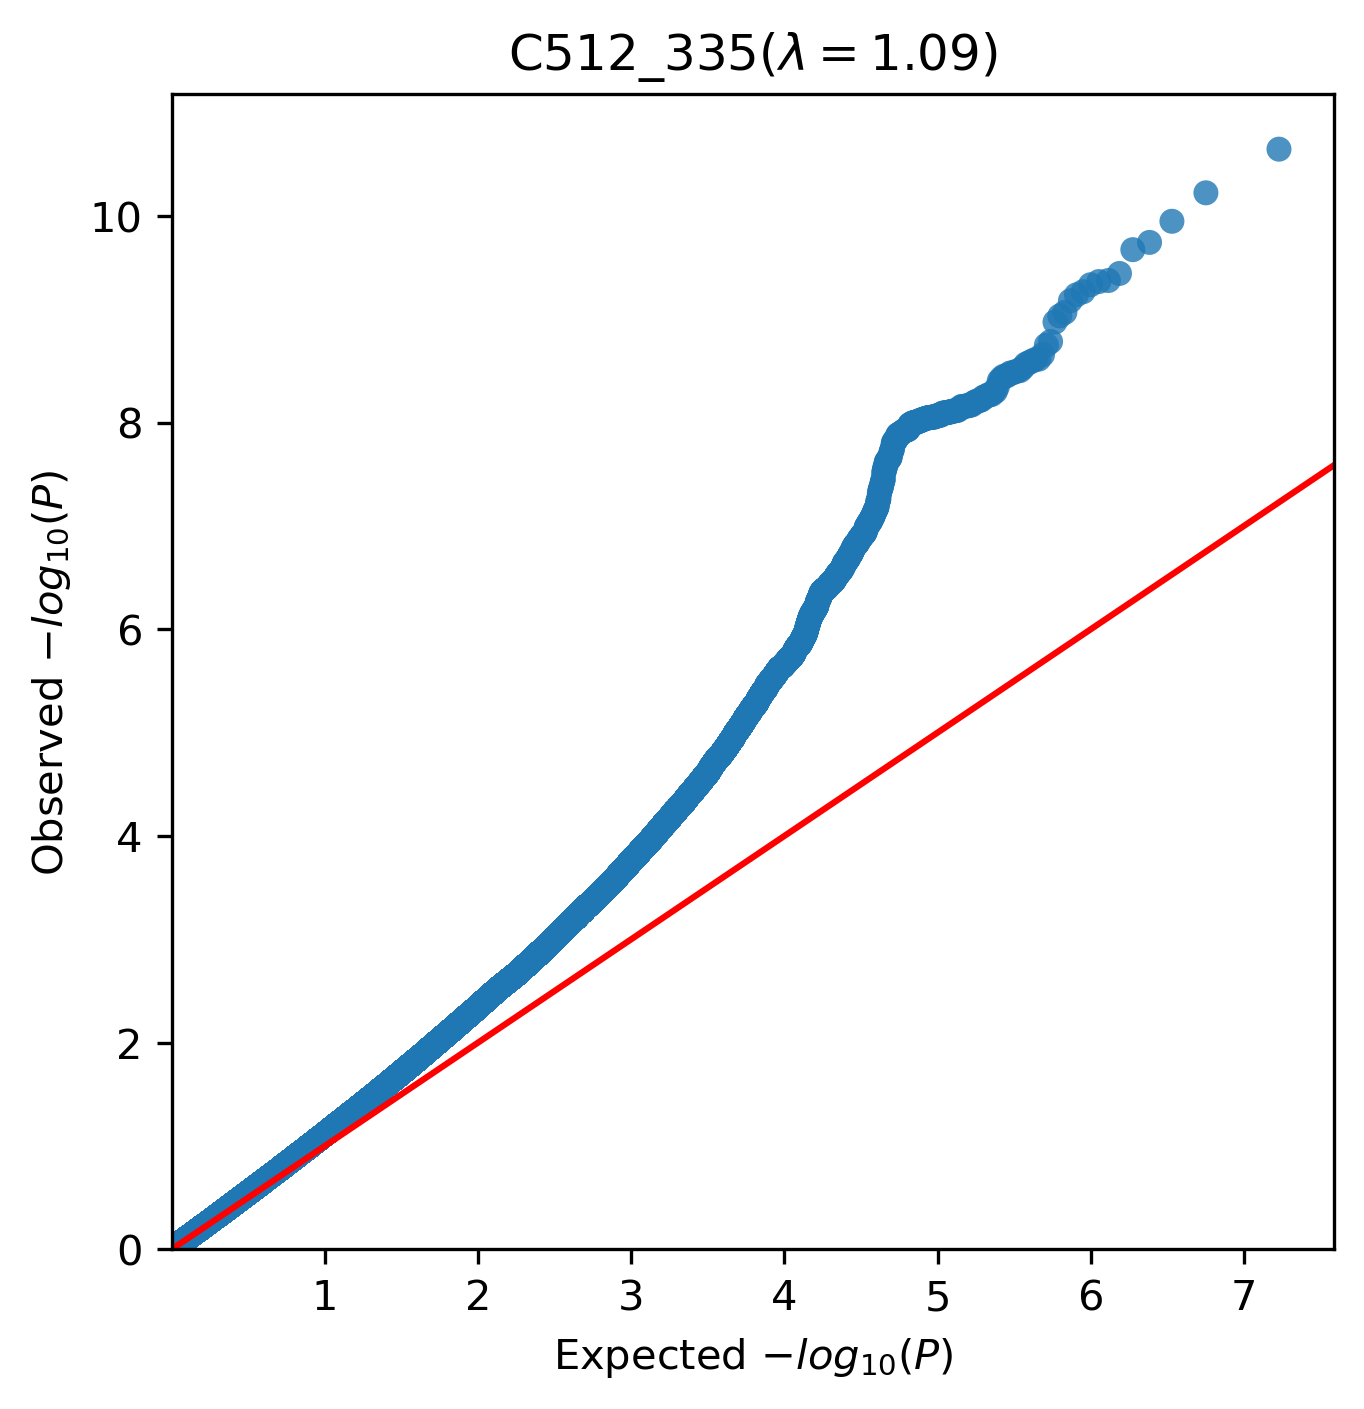 C512_335(λ = 1.09)
Observed −log₁₀(P)
10
8
6
4
2
0
1 2 3 4 5 6 7
Expected −log₁₀(P)